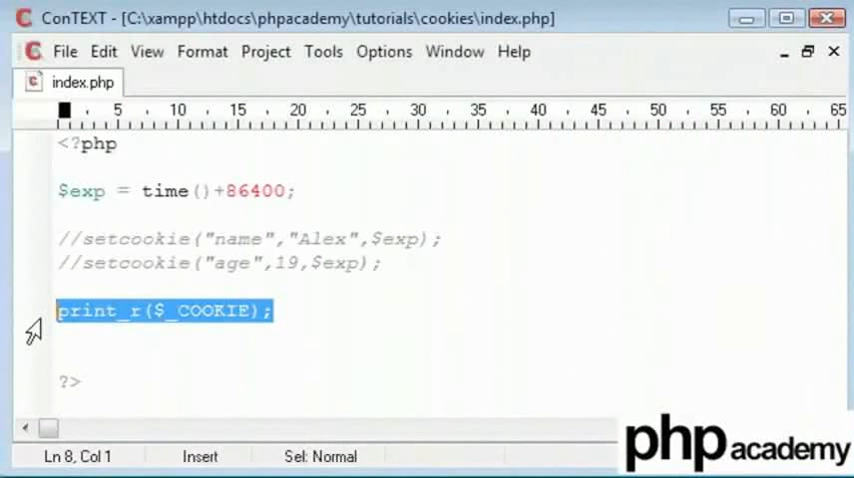 ConTEXT - [C:\xampp\htdocs\phpacademy\tutorials\cookies\index.php]
File Edit View Format Project Tools Options Window Help
index.php
5 10 15 20 25 30 35 40 45 50 55 60 65
<?php
$exp = time()+86400;
//setcookie("name","Alex",$exp);
//setcookie("age",19,$exp);
print_r($_COOKIE);
?>
Ln 8, Col 1 Insert Sel: Normal
php academy